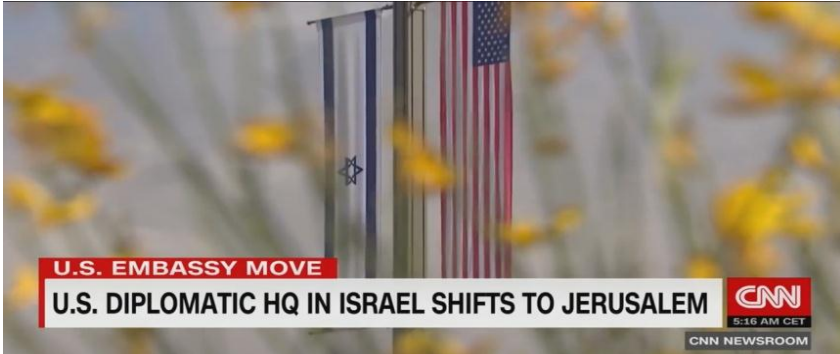 U.S. EMBASSY MOVE
U.S. DIPLOMATIC HQ IN ISRAEL SHIFTS TO JERUSALEM
CNN
5:16 AM CET
CNN NEWSROOM